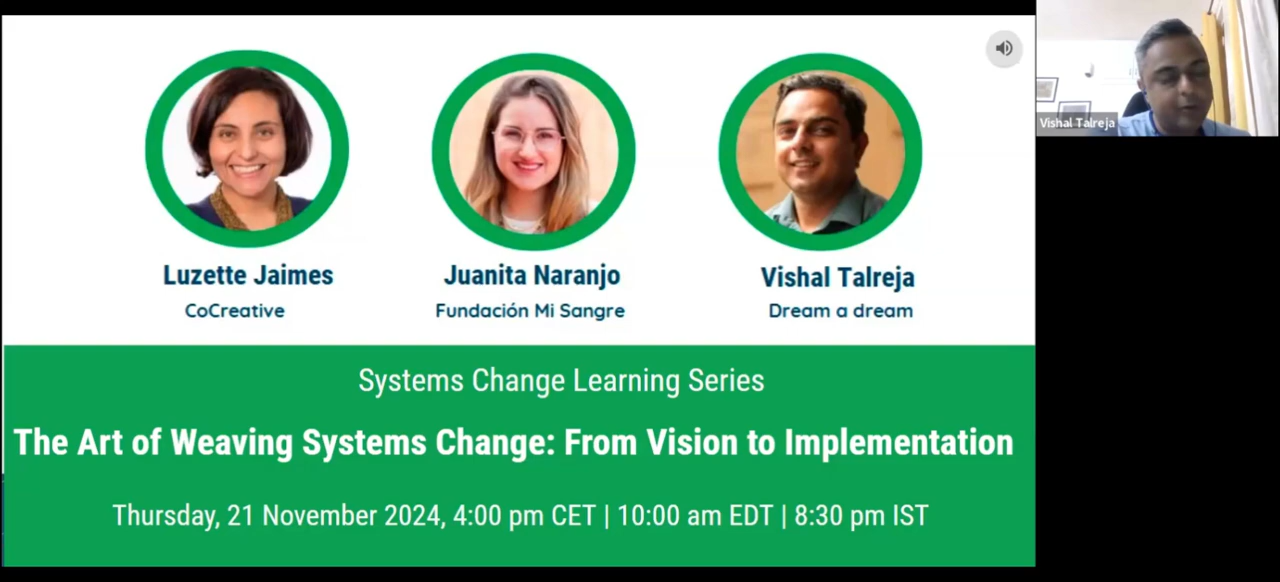 Luzette Jaimes
CoCreative
Juanita Naranjo
Fundación Mi Sangre
Vishal Talreja
Dream a dream
Vishal Talreja
Systems Change Learning Series
The Art of Weaving Systems Change: From Vision to Implementation
Thursday, 21 November 2024, 4:00 pm CET | 10:00 am EDT | 8:30 pm IST